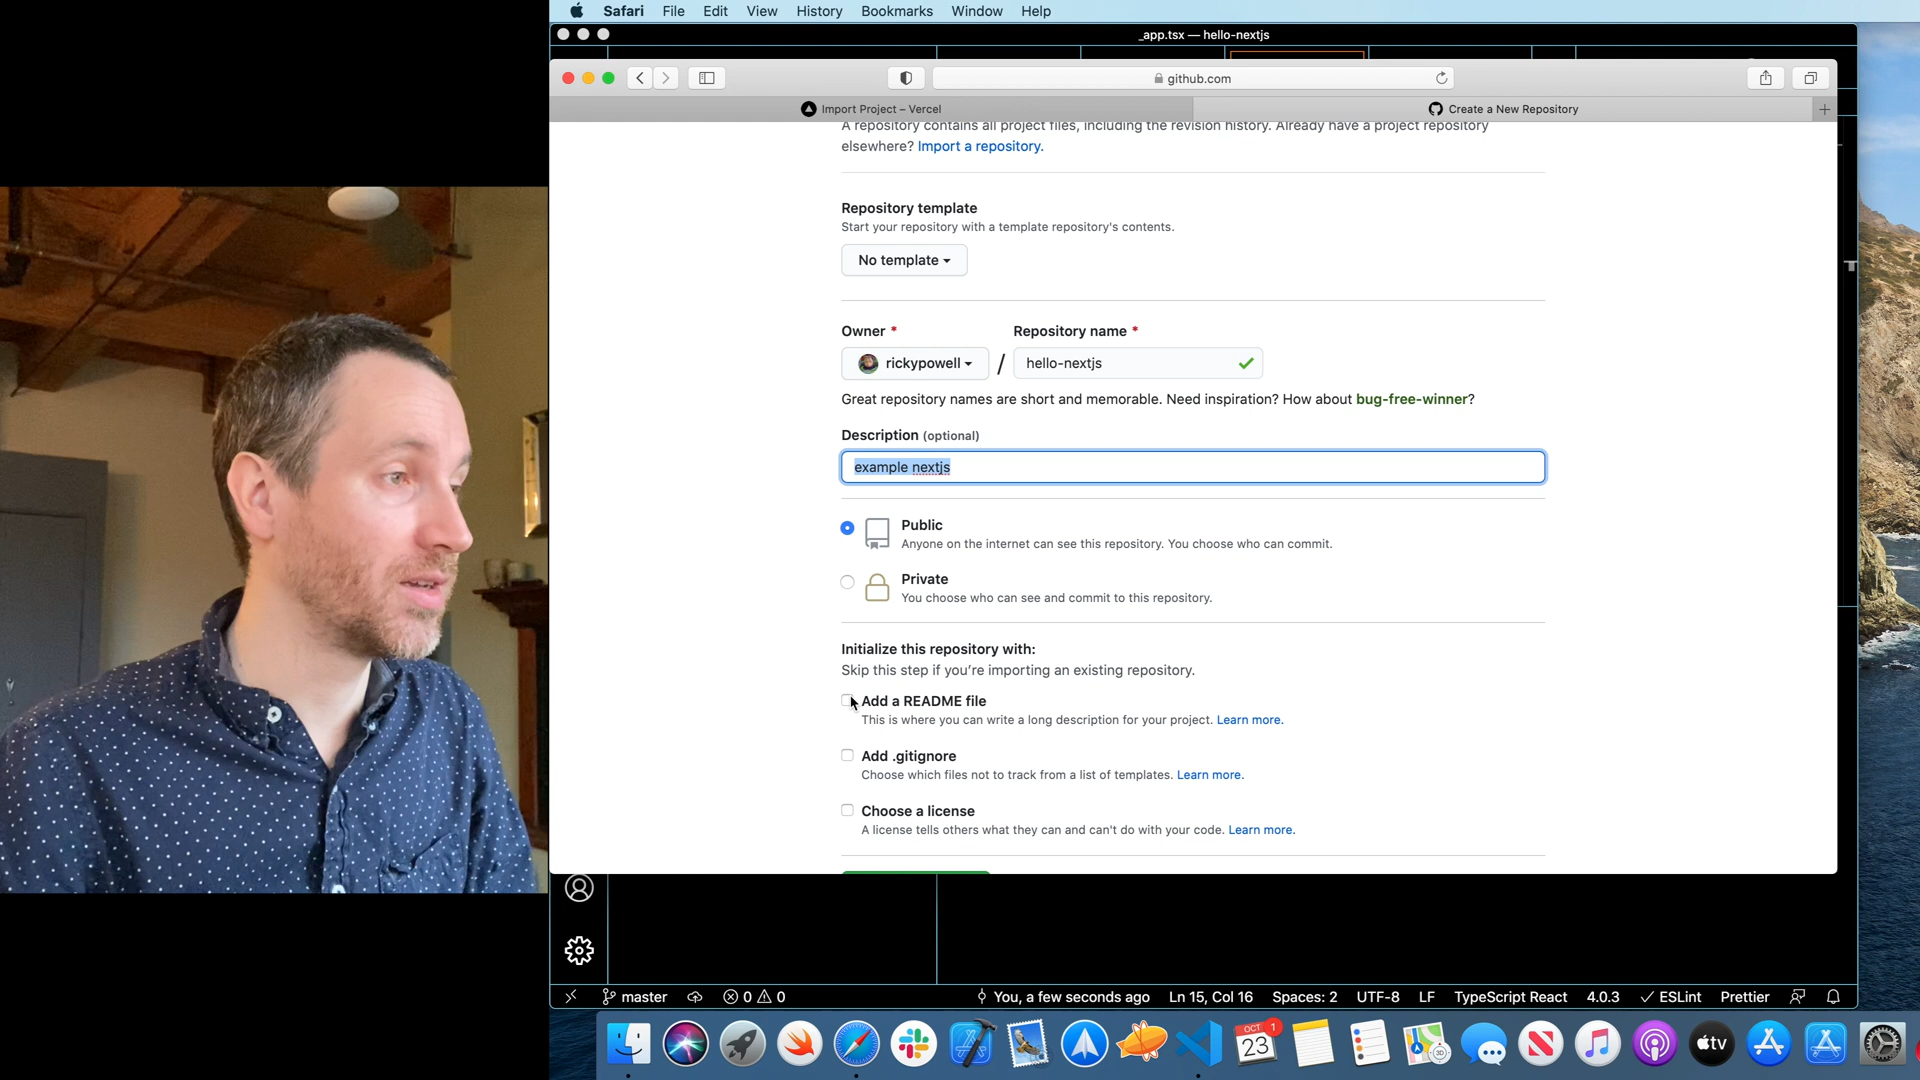 Safari File Edit View History Bookmarks Window Help
_app.tsx — hello-nextjs
github.com
Import Project – Vercel
Create a New Repository
A repository contains all project files, including the revision history. Already have a project repository
elsewhere? Import a repository.
Repository template
Start your repository with a template repository's contents.
No template
Owner *
Repository name *
rickypowell
/
hello-nextjs
Great repository names are short and memorable. Need inspiration? How about bug-free-winner?
Description (optional)
example nextjs
Public
Anyone on the internet can see this repository. You choose who can commit.
Private
You choose who can see and commit to this repository.
Initialize this repository with:
Skip this step if you're importing an existing repository.
Add a README file
This is where you can write a long description for your project. Learn more.
Add .gitignore
Choose which files not to track from a list of templates. Learn more.
Choose a license
A license tells others what they can and can't do with your code. Learn more.
master
0 0
You, a few seconds ago
Ln 15, Col 16
Spaces: 2
UTF-8
LF
TypeScript React
4.0.3
ESLint
Prettier
OCT
23
1
3D
tv